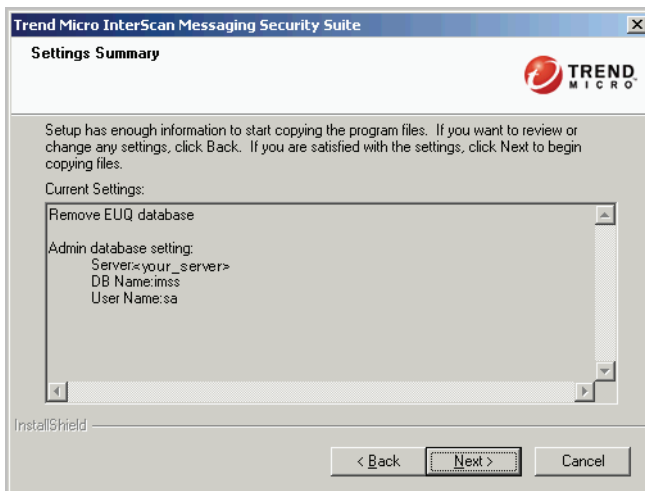 Trend Micro InterScan Messaging Security Suite
Settings Summary
TREND
MICRO
Setup has enough information to start copying the program files. If you want to review or
change any settings, click Back. If you are satisfied with the settings, click Next to begin
copying files.
Current Settings:
Remove EUQ database
Admin database setting:
Server:<your_server>
DB Name:imss
User Name:sa
InstallShield
< Back
Next >
Cancel